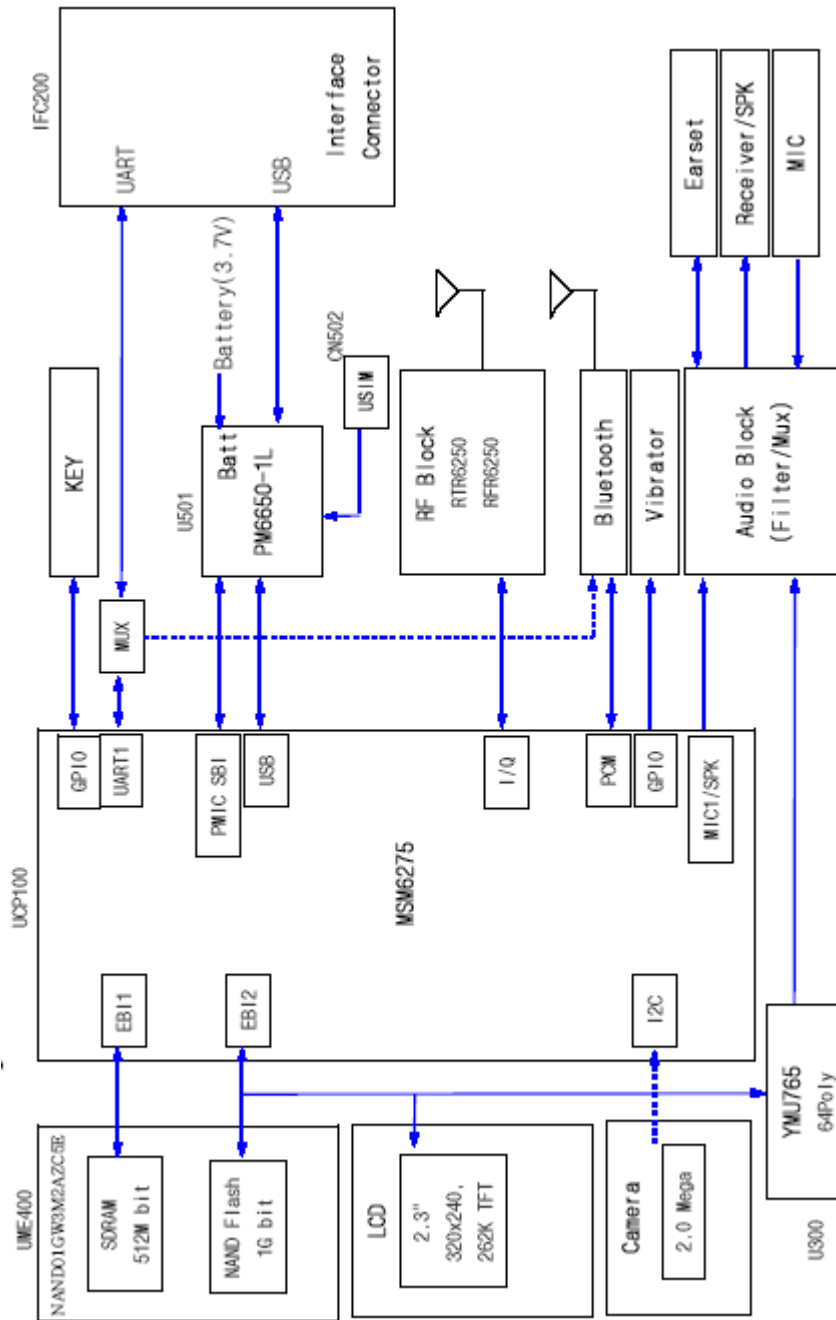 UME400
NAND01GW3M2AZC5E
SDRAM
512M bit
NAND Flash
1G bit
LCD
2.3"
320x240,
262K TFT
Camera
2.0 Mega
U300
YMU765
64Poly
UCP100
EBI1
EBI2
I2C
MSM6275
GPIO
UART1
PMIC SBI
USB
I/Q
PCM
GPIO
MIC1/SPK
KEY
MUX
U501
Batt
PM6650-1L
Battery(3.7V)
CN502
USIM
RF Block
RTR6250
RFR6250
Bluetooth
Vibrator
Audio Block
(Filter/Mux)
IFC200
UART
USB
Interface
Connector
Earset
Receiver/SPK
MIC